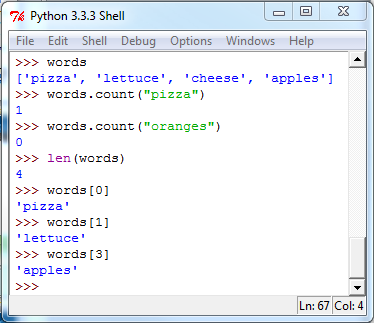 Python 3.3.3 Shell
File Edit Shell Debug Options Windows Help
>>> words
['pizza', 'lettuce', 'cheese', 'apples']
>>> words.count("pizza")
1
>>> words.count("oranges")
0
>>> len(words)
4
>>> words[0]
'pizza'
>>> words[1]
'lettuce'
>>> words[3]
'apples'
>>>
Ln: 67 Col: 4